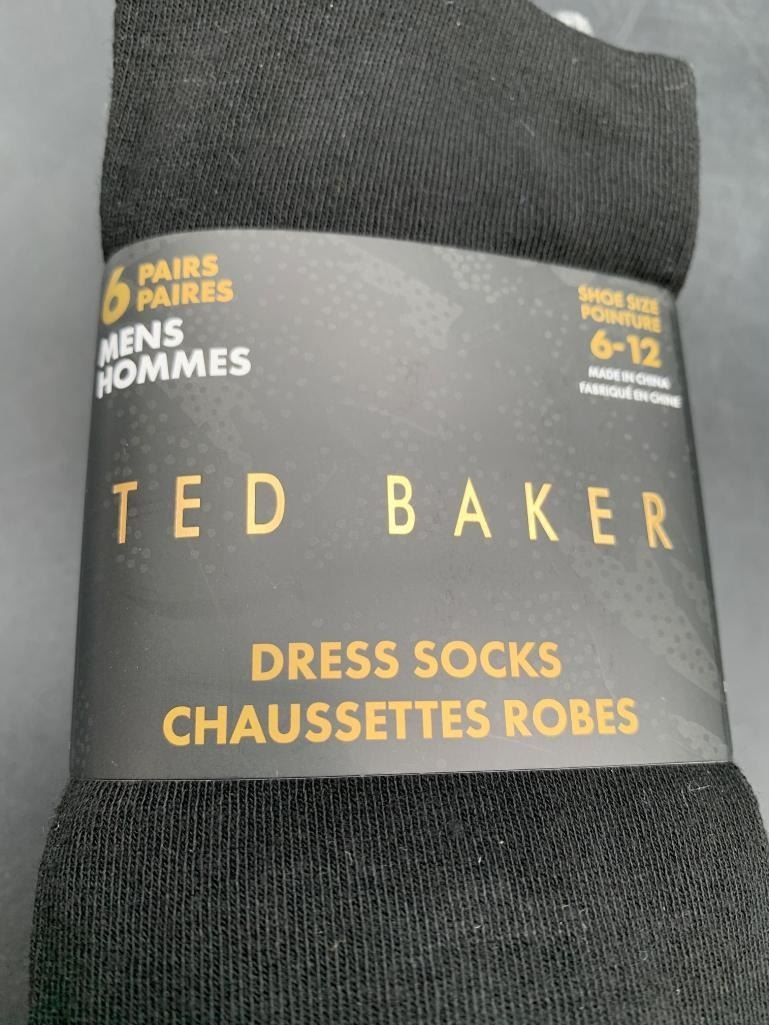 6 PAIRS
PAIRES
MENS
HOMMES
SHOE SIZE
POINTURE
6-12
MADE IN CHINA
FABRIQUÉ EN CHINE
TED BAKER
DRESS SOCKS
CHAUSSETTES ROBES